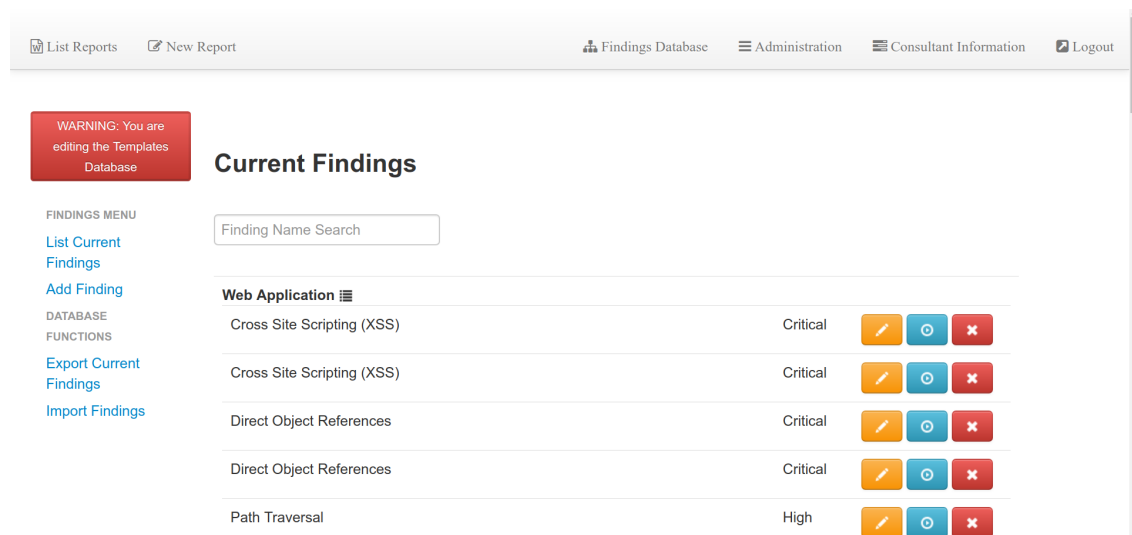 List Reports New Report Findings Database Administration Consultant Information Logout
WARNING: You are
editing the Templates
Database
Current Findings
FINDINGS MENU
List Current
Findings
Add Finding
DATABASE
FUNCTIONS
Export Current
Findings
Import Findings
Finding Name Search
Web Application
Cross Site Scripting (XSS) Critical
Cross Site Scripting (XSS) Critical
Direct Object References Critical
Direct Object References Critical
Path Traversal High